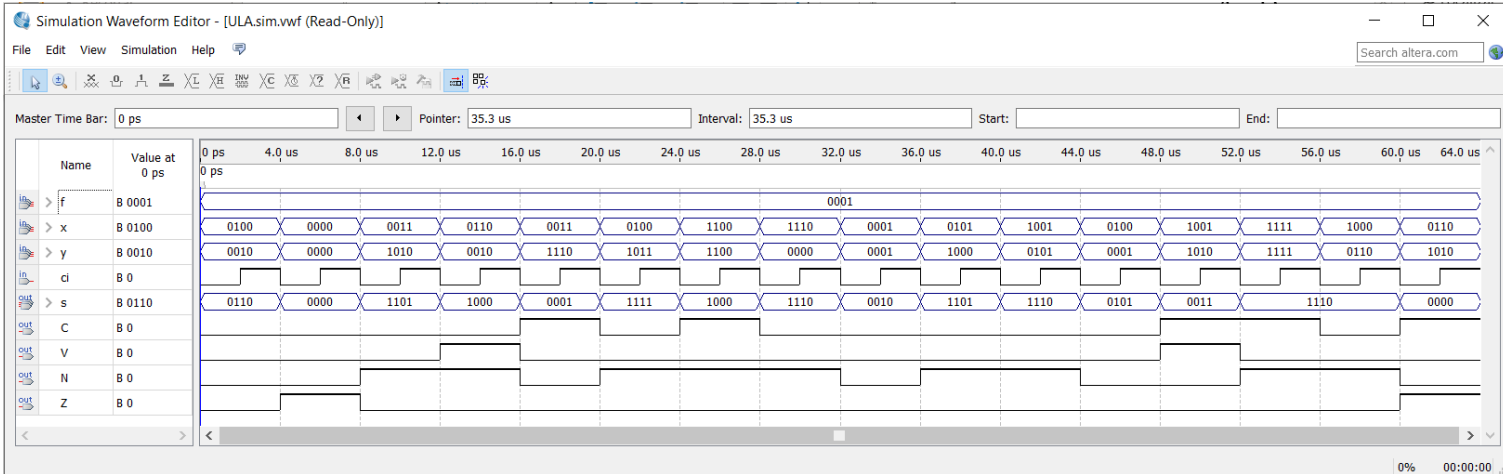 Simulation Waveform Editor - [ULA.sim.vwf (Read-Only)]
File Edit View Simulation Help
Search altera.com
Master Time Bar: 0 ps Pointer: 35.3 us Interval: 35.3 us Start: End:
Name Value at 0 ps
0 ps 4.0 us 8.0 us 12.0 us 16.0 us 20.0 us 24.0 us 28.0 us 32.0 us 36.0 us 40.0 us 44.0 us 48.0 us 52.0 us 56.0 us 60.0 us 64.0 us
0 ps
f B 0001 0001
x B 0100 0100 0000 0011 0110 0011 0100 1100 1110 0001 0101 1001 0100 1001 1111 1000 0110
y B 0010 0010 0000 1010 0010 1110 1011 1100 0000 0001 1000 0101 0001 1010 1111 0110 1010
ci B 0
s B 0110 0110 0000 1101 1000 0001 1111 1000 1110 0010 1101 1110 0101 0011 1110 0000
C B 0
V B 0
N B 0
Z B 0
0% 00:00:00